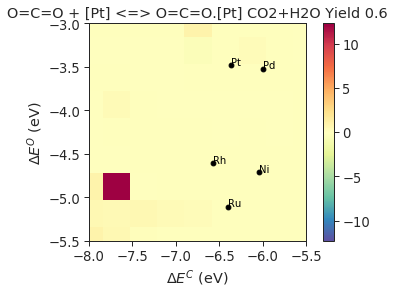 O=C=O + [Pt] <=> O=C=O.[Pt] CO2+H2O Yield 0.6
−3.0
−3.5
−4.0
−4.5
−5.0
−5.5
ΔE^O (eV)
Pt
Pd
Rh
Ni
Ru
−8.0 −7.5 −7.0 −6.5 −6.0 −5.5
ΔE^C (eV)
10
5
0
−5
−10